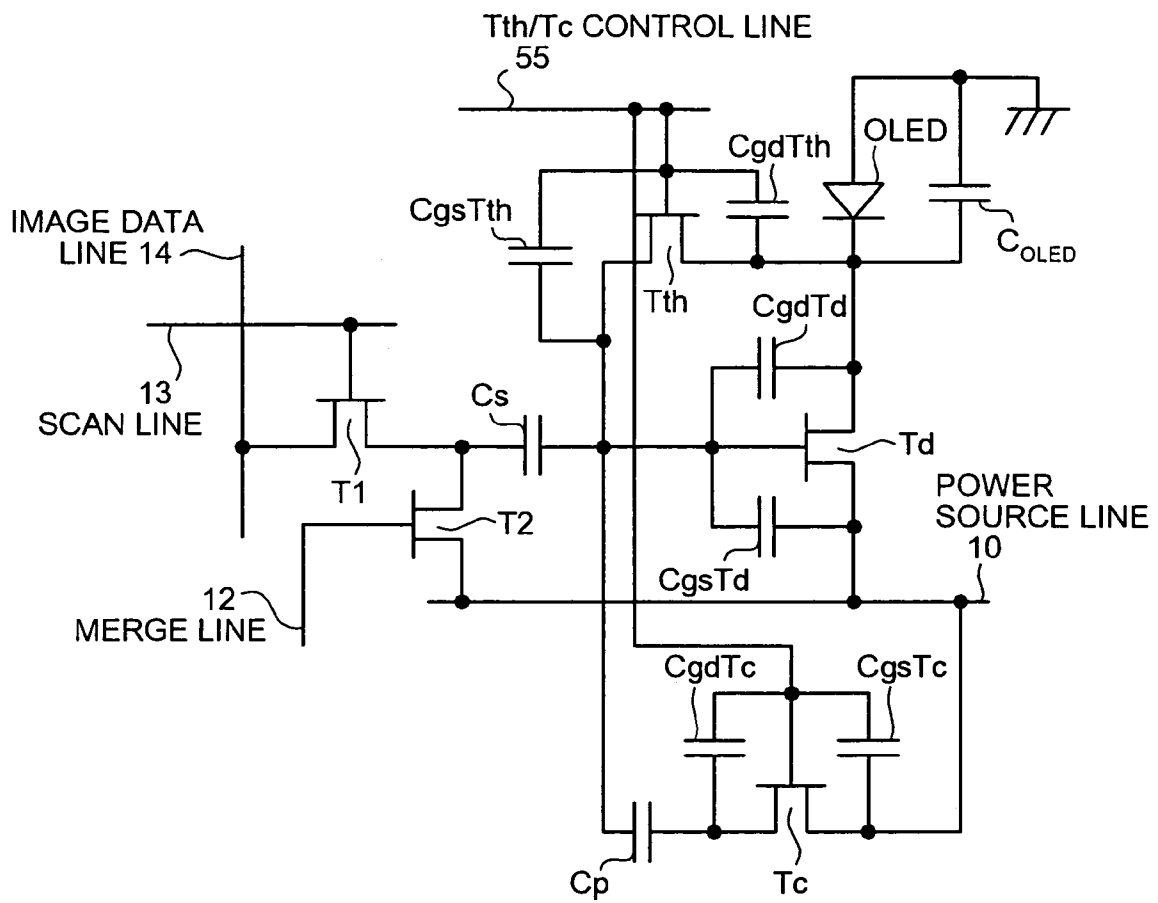 Tth/Tc CONTROL LINE
55
OLED
CgdTth
CgsTth
COLED
IMAGE DATA
LINE 14
Tth
CgdTd
13
SCAN LINE
Cs
T1
Td
T2
POWER
SOURCE LINE
10
CgsTd
12
MERGE LINE
CgdTc
CgsTc
Cp
Tc